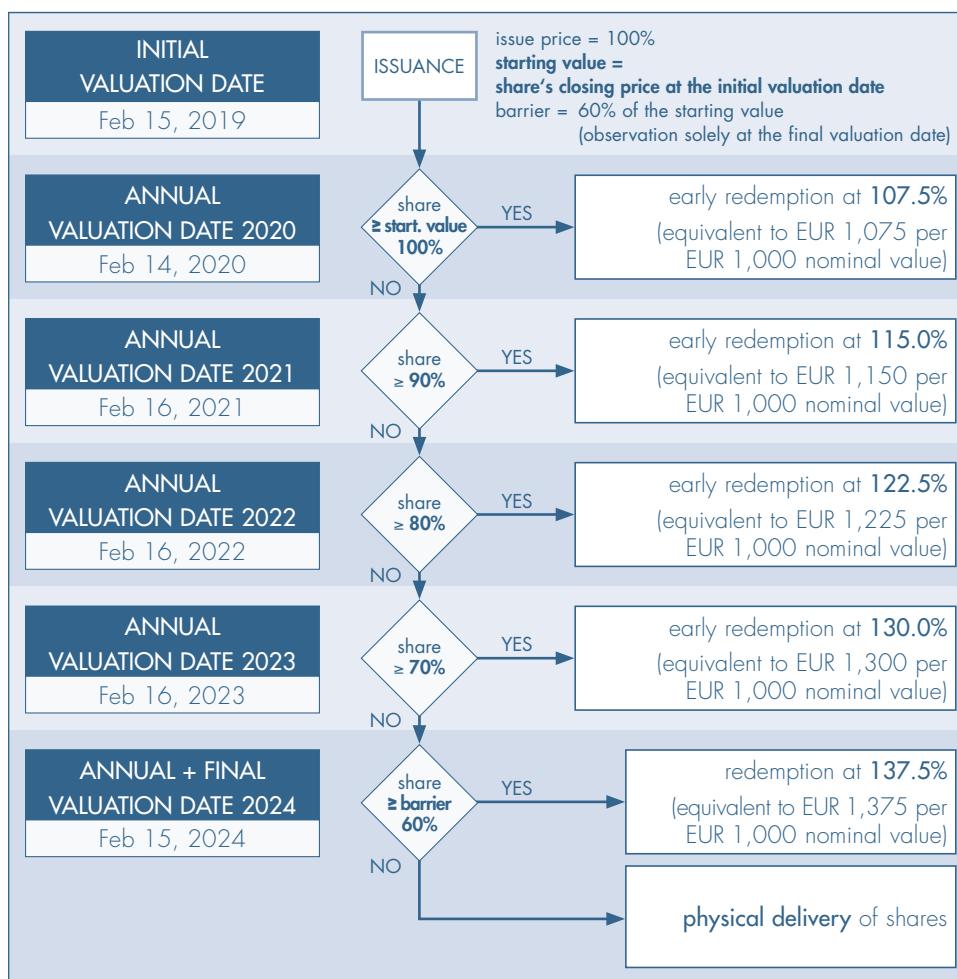 INITIAL
VALUATION DATE
Feb 15, 2019
ISSUANCE
issue price = 100%
starting value =
share's closing price at the initial valuation date
barrier = 60% of the starting value
(observation solely at the final valuation date)
ANNUAL
VALUATION DATE 2020
Feb 14, 2020
share
≥ start. value
100%
YES
NO
early redemption at 107.5%
(equivalent to EUR 1,075 per
EUR 1,000 nominal value)
ANNUAL
VALUATION DATE 2021
Feb 16, 2021
share
≥ 90%
YES
NO
early redemption at 115.0%
(equivalent to EUR 1,150 per
EUR 1,000 nominal value)
ANNUAL
VALUATION DATE 2022
Feb 16, 2022
share
≥ 80%
YES
NO
early redemption at 122.5%
(equivalent to EUR 1,225 per
EUR 1,000 nominal value)
ANNUAL
VALUATION DATE 2023
Feb 16, 2023
share
≥ 70%
YES
NO
early redemption at 130.0%
(equivalent to EUR 1,300 per
EUR 1,000 nominal value)
ANNUAL + FINAL
VALUATION DATE 2024
Feb 15, 2024
share
≥ barrier
60%
YES
NO
redemption at 137.5%
(equivalent to EUR 1,375 per
EUR 1,000 nominal value)
physical delivery of shares